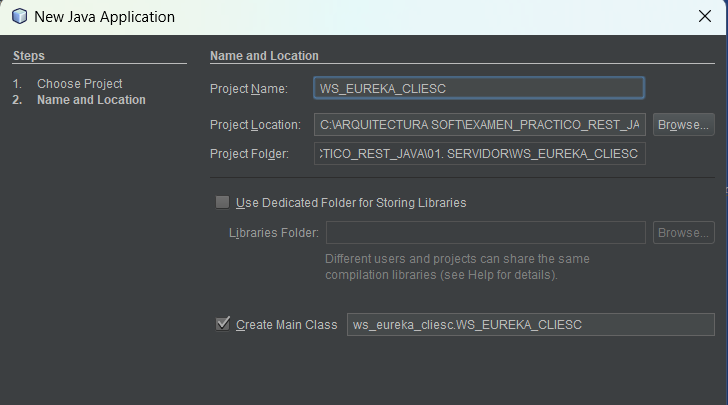 New Java Application
Steps
1. Choose Project
2. Name and Location
Name and Location
Project Name: WS_EUREKA_CLIESC
Project Location: C:\ARQUITECTURA SOFT\EXAMEN_PRACTICO_REST_JA Browse...
Project Folder: CTICO_REST_JAVA\01. SERVIDOR\WS_EUREKA_CLIESC
Use Dedicated Folder for Storing Libraries
Libraries Folder: Browse...
Different users and projects can share the same
compilation libraries (see Help for details).
Create Main Class ws_eureka_cliesc.WS_EUREKA_CLIESC